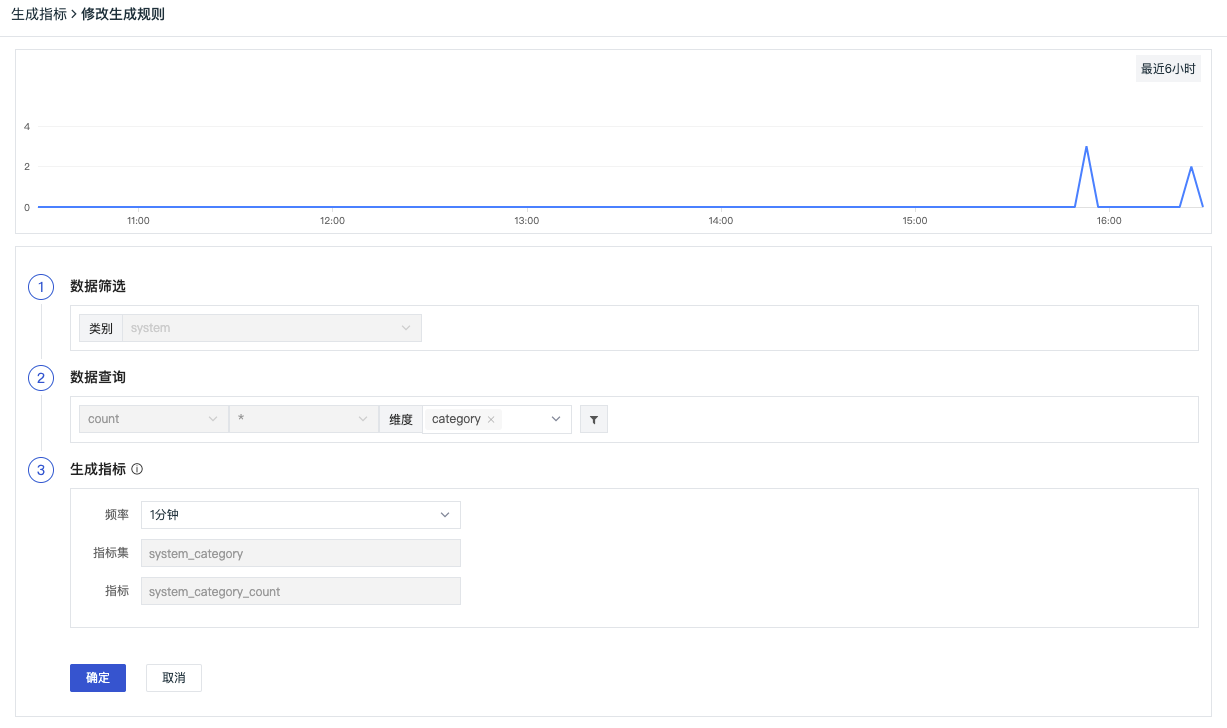 生成指标 > 修改生成规则
最近6小时
4
2
0
11:00 12:00 13:00 14:00 15:00 16:00
1 数据筛选
类别 system
2 数据查询
count * 维度 category ×
3 生成指标
频率 1分钟
指标集 system_category
指标 system_category_count
确定 取消